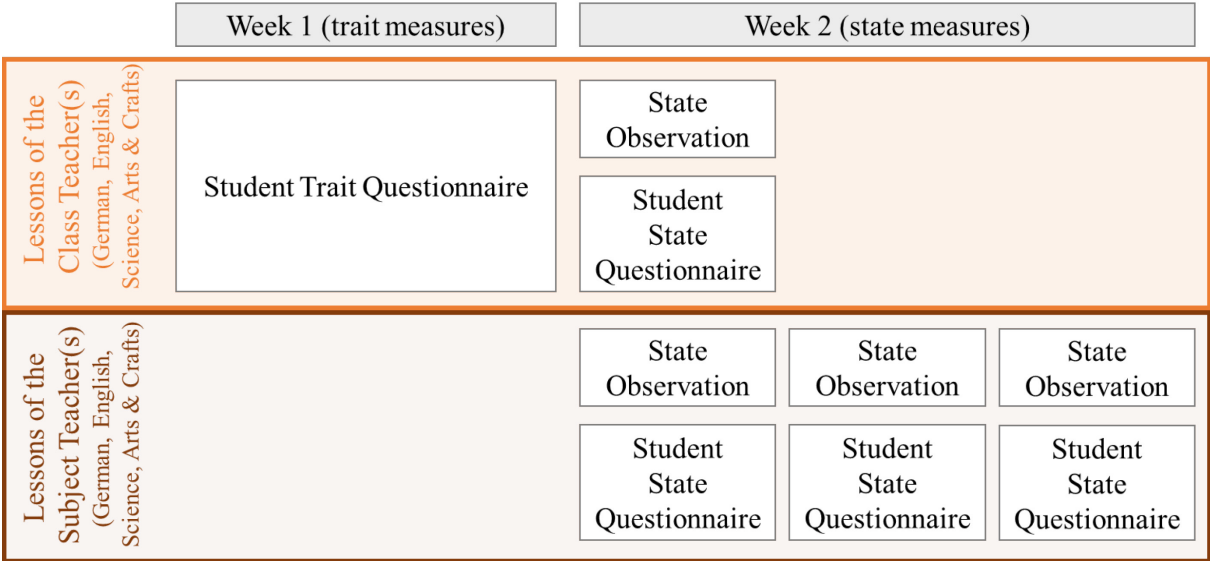 Week 1 (trait measures)
Week 2 (state measures)
Lessons of the
Class Teacher(s)
(German, English,
Science, Arts & Crafts)
Student Trait Questionnaire
State
Observation
Student
State
Questionnaire
Lessons of the
Subject Teacher(s)
(German, English,
Science, Arts & Crafts)
State
Observation
State
Observation
State
Observation
Student
State
Questionnaire
Student
State
Questionnaire
Student
State
Questionnaire